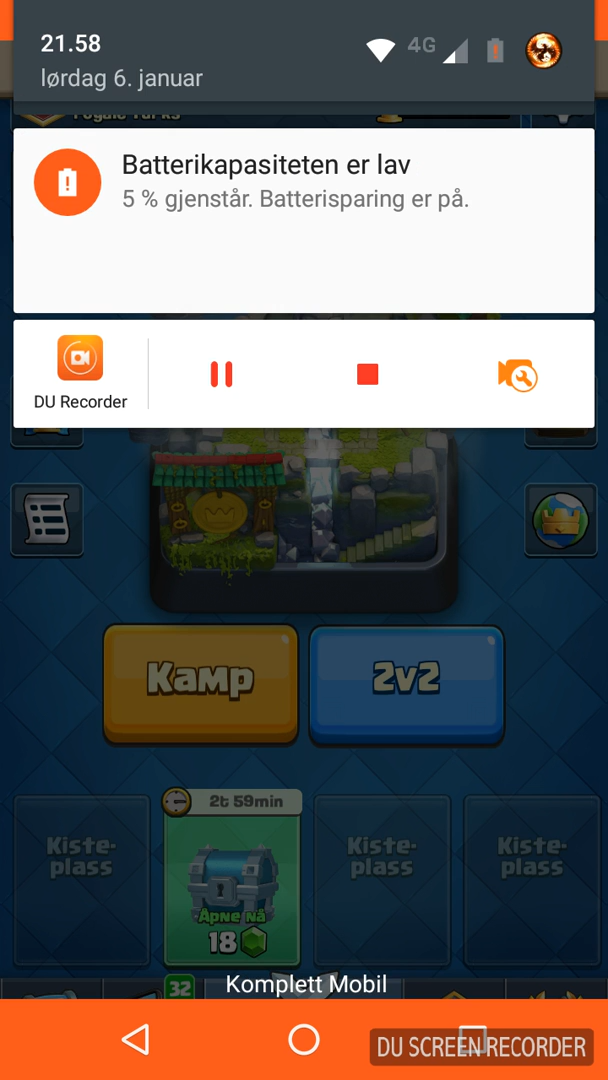 21.58
4G
lørdag 6. januar
Batterikapasiteten er lav
5 % gjenstår. Batterisparing er på.
DU Recorder
Kamp
2v2
2t 59min
Kiste-
plass
Åpne nå
18
Kiste-
plass
Kiste-
plass
32
Komplett Mobil
DU SCREEN RECORDER